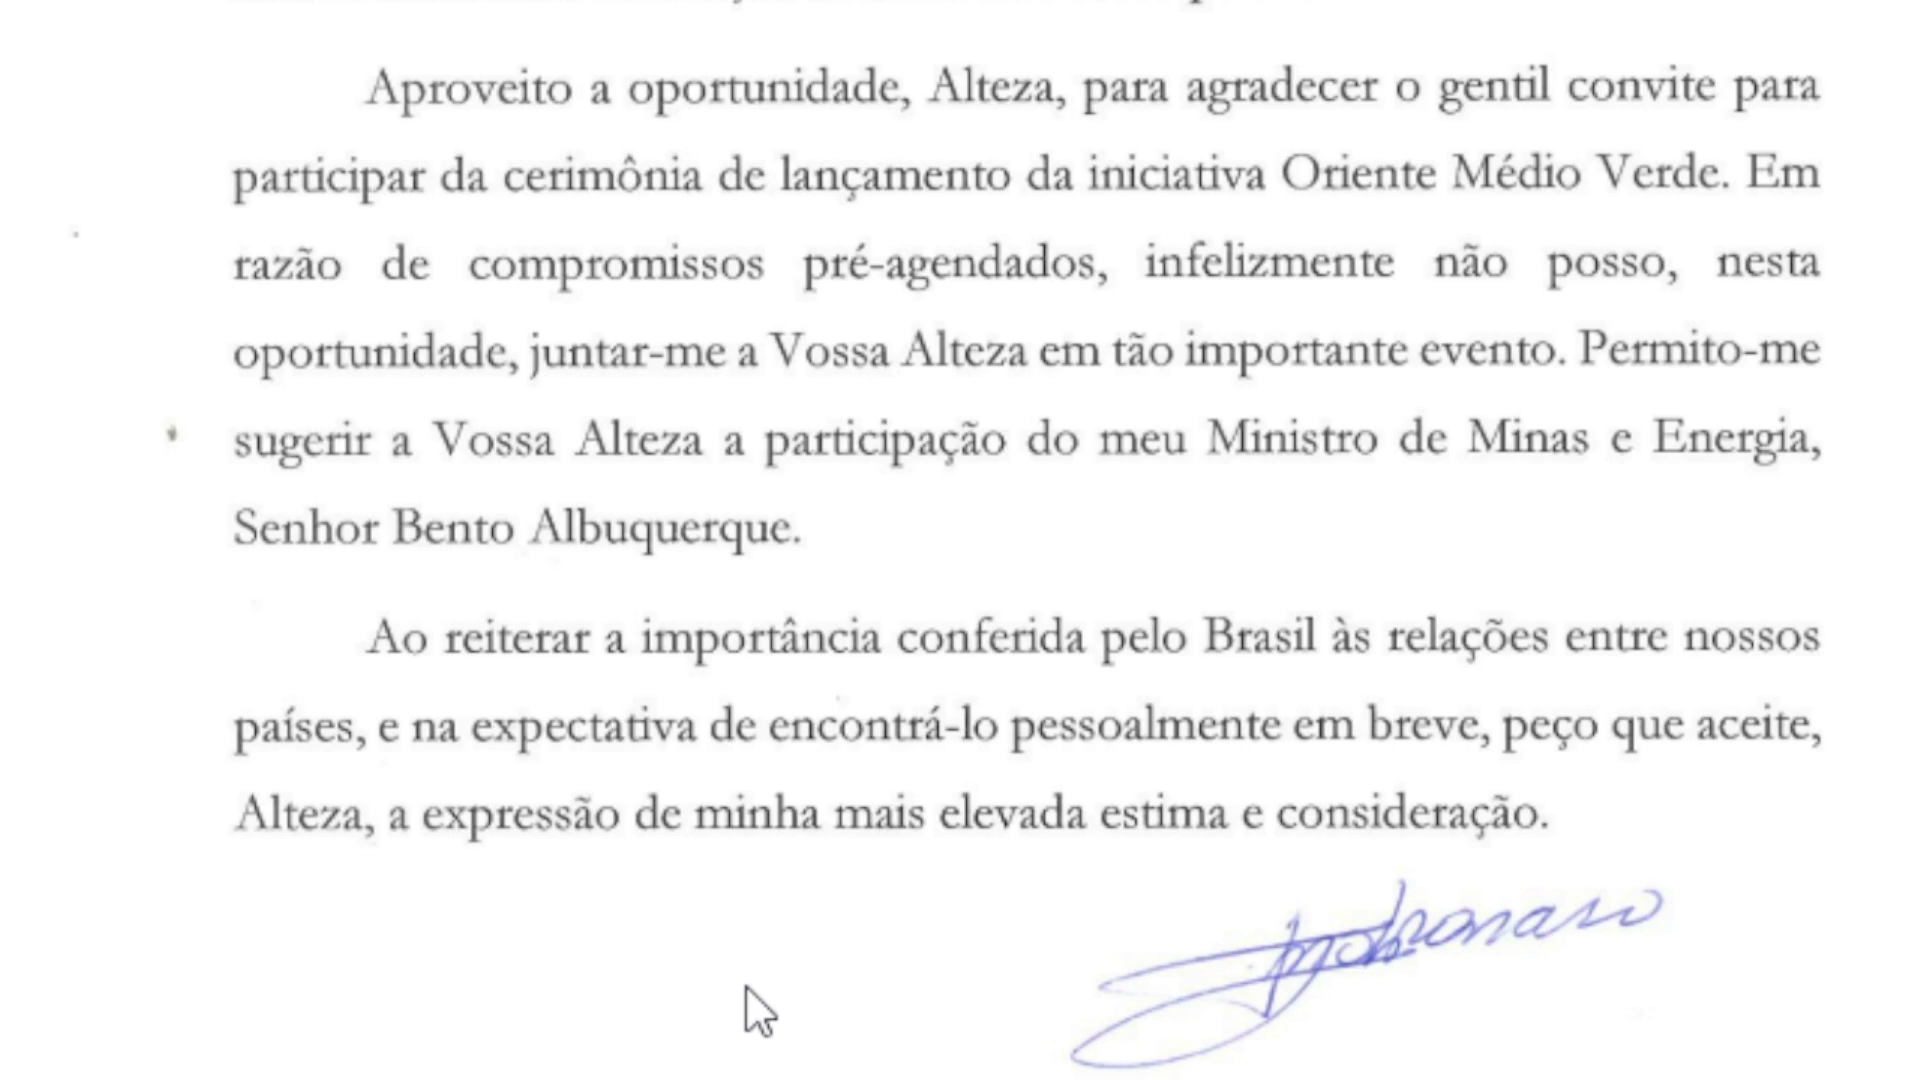 Aproveito a oportunidade, Alteza, para agradecer o gentil convite para
participar da cerimônia de lançamento da iniciativa Oriente Médio Verde. Em
razão de compromissos pré-agendados, infelizmente não posso, nesta
oportunidade, juntar-me a Vossa Alteza em tão importante evento. Permito-me
sugerir a Vossa Alteza a participação do meu Ministro de Minas e Energia,
Senhor Bento Albuquerque.
Ao reiterar a importância conferida pelo Brasil às relações entre nossos
países, e na expectativa de encontrá-lo pessoalmente em breve, peço que aceite,
Alteza, a expressão de minha mais elevada estima e consideração.